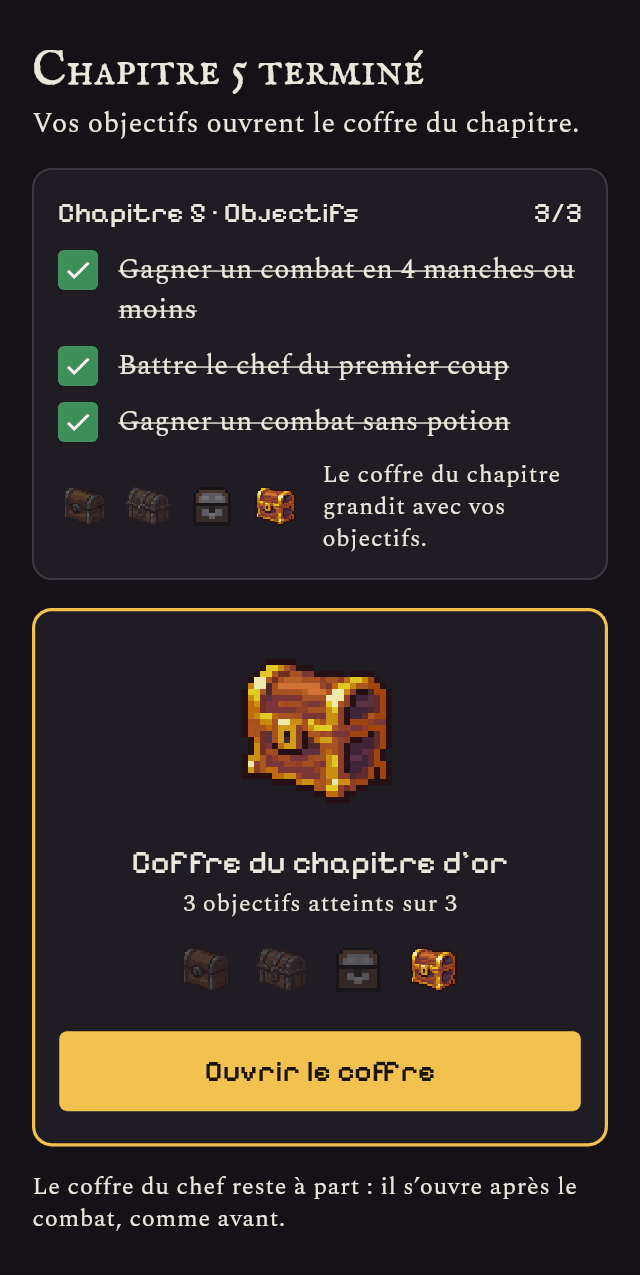 Chapitre 5 terminé
Vos objectifs ouvrent le coffre du chapitre.
Chapitre 5 · Objectifs
3/3
Gagner un combat en 4 manches ou
moins
Battre le chef du premier coup
Gagner un combat sans potion
Le coffre du chapitre
grandit avec vos
objectifs.
Coffre du chapitre d'or
3 objectifs atteints sur 3
Ouvrir le coffre
Le coffre du chef reste à part : il s’ouvre après le
combat, comme avant.